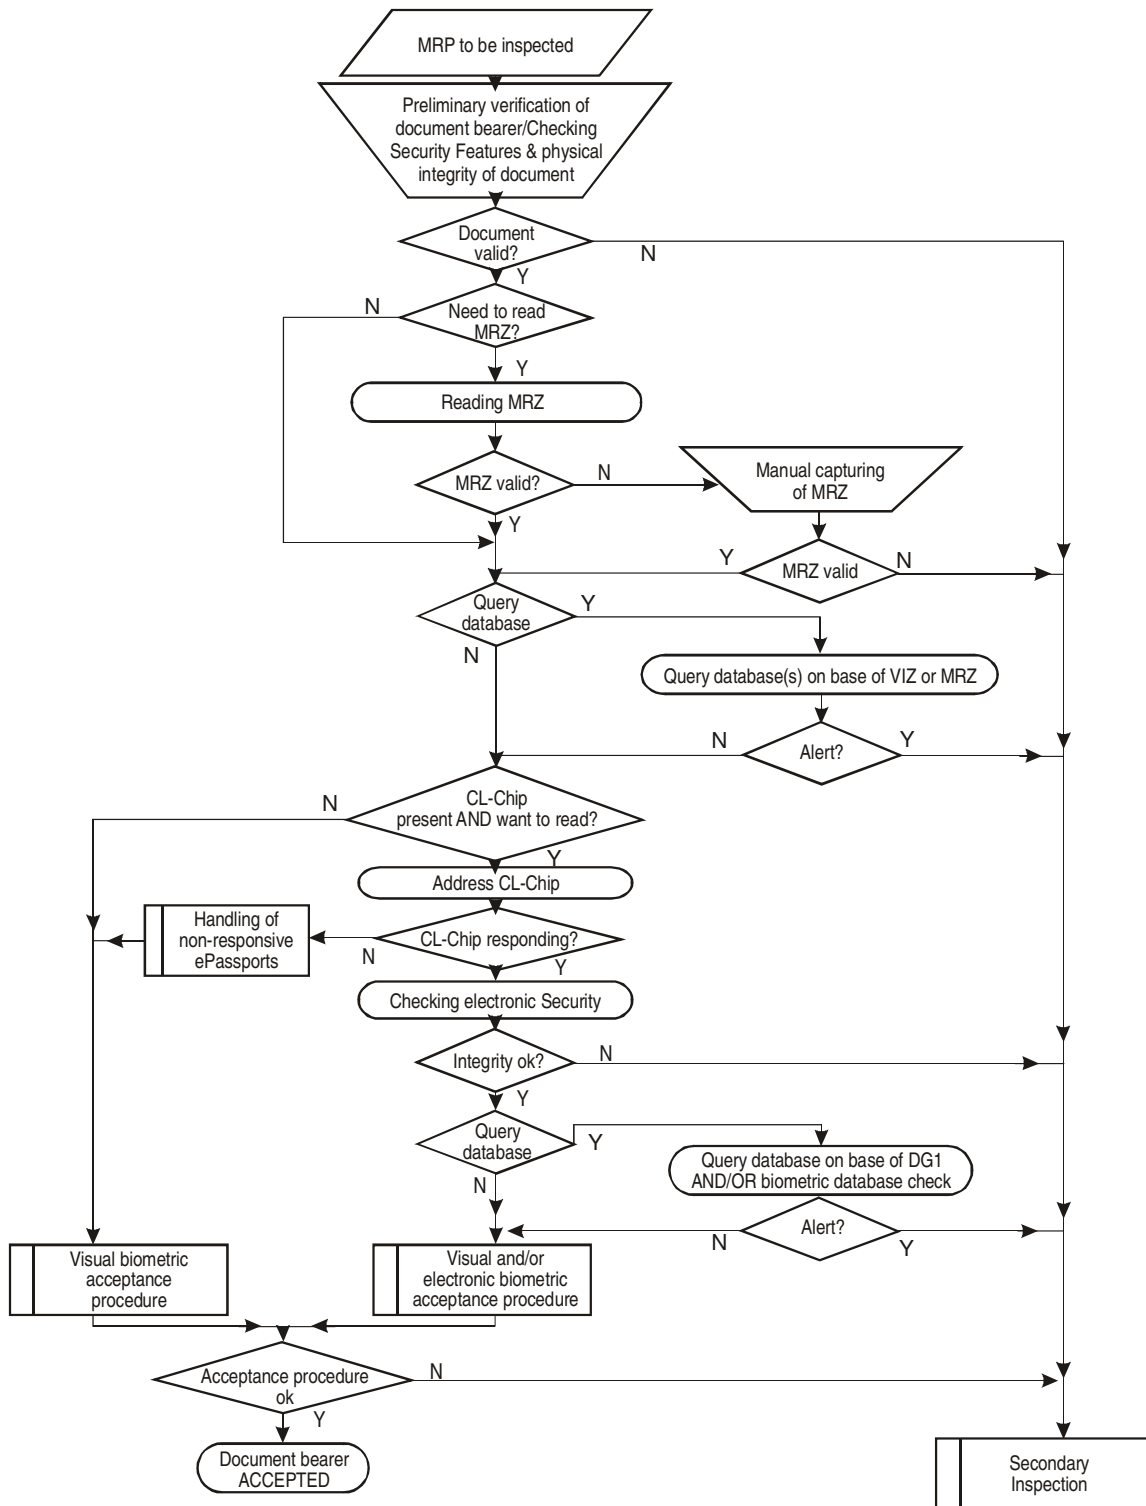 MRP to be inspected
Preliminary verification of
document bearer/Checking
Security Features & physical
integrity of document
Document
valid?
N
Y
N
Need to read
MRZ?
Y
Reading MRZ
MRZ valid?
N
Manual capturing
of MRZ
Y
Y
MRZ valid
N
Query
database
Y
N
Query database(s) on base of VIZ or MRZ
N
Alert?
Y
N
CL-Chip
present AND want to read?
Y
Address CL-Chip
Handling of
non-responsive
ePassports
CL-Chip responding?
N
Y
Checking electronic Security
Integrity ok?
N
Y
Query
database
Y
N
Query database on base of DG1
AND/OR biometric database check
N
Alert?
Y
Visual biometric
acceptance
procedure
Visual and/or
electronic biometric
acceptance procedure
Acceptance procedure
ok
N
Y
Document bearer
ACCEPTED
Secondary
Inspection